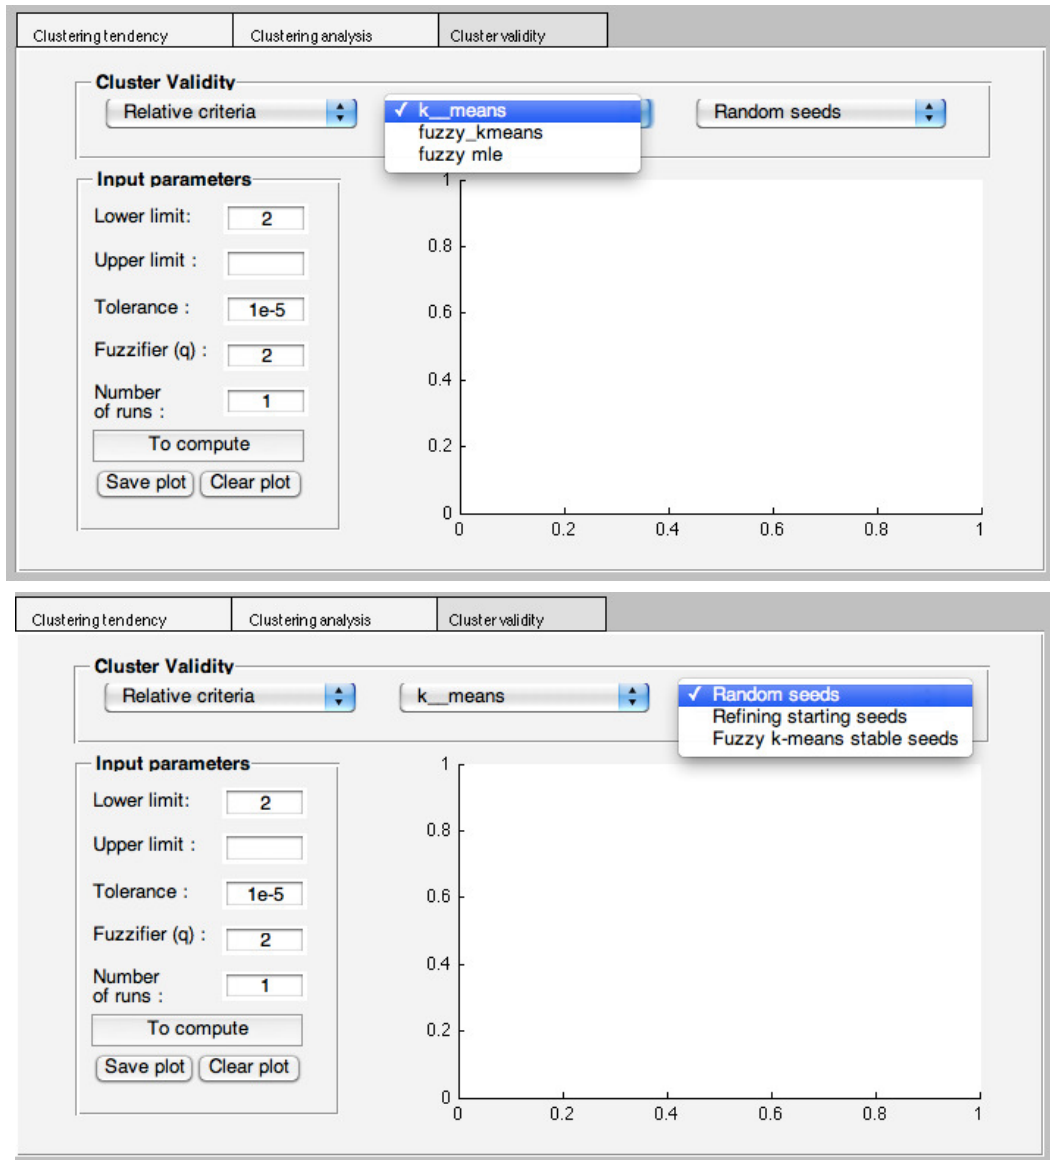 Clustering tendency
Clustering analysis
Cluster validity
Cluster Validity
Relative criteria
✓ k__means
fuzzy_kmeans
fuzzy mle
Random seeds
Input parameters
Lower limit: 2
Upper limit :
Tolerance : 1e-5
Fuzzifier (q) : 2
Number
of runs : 1
To compute
Save plot Clear plot
1
0.8
0.6
0.4
0.2
0
0 0.2 0.4 0.6 0.8 1
Clustering tendency
Clustering analysis
Cluster validity
Cluster Validity
Relative criteria
k__means
✓ Random seeds
Refining starting seeds
Fuzzy k-means stable seeds
Input parameters
Lower limit: 2
Upper limit :
Tolerance : 1e-5
Fuzzifier (q) : 2
Number
of runs : 1
To compute
Save plot Clear plot
1
0.8
0.6
0.4
0.2
0
0 0.2 0.4 0.6 0.8 1